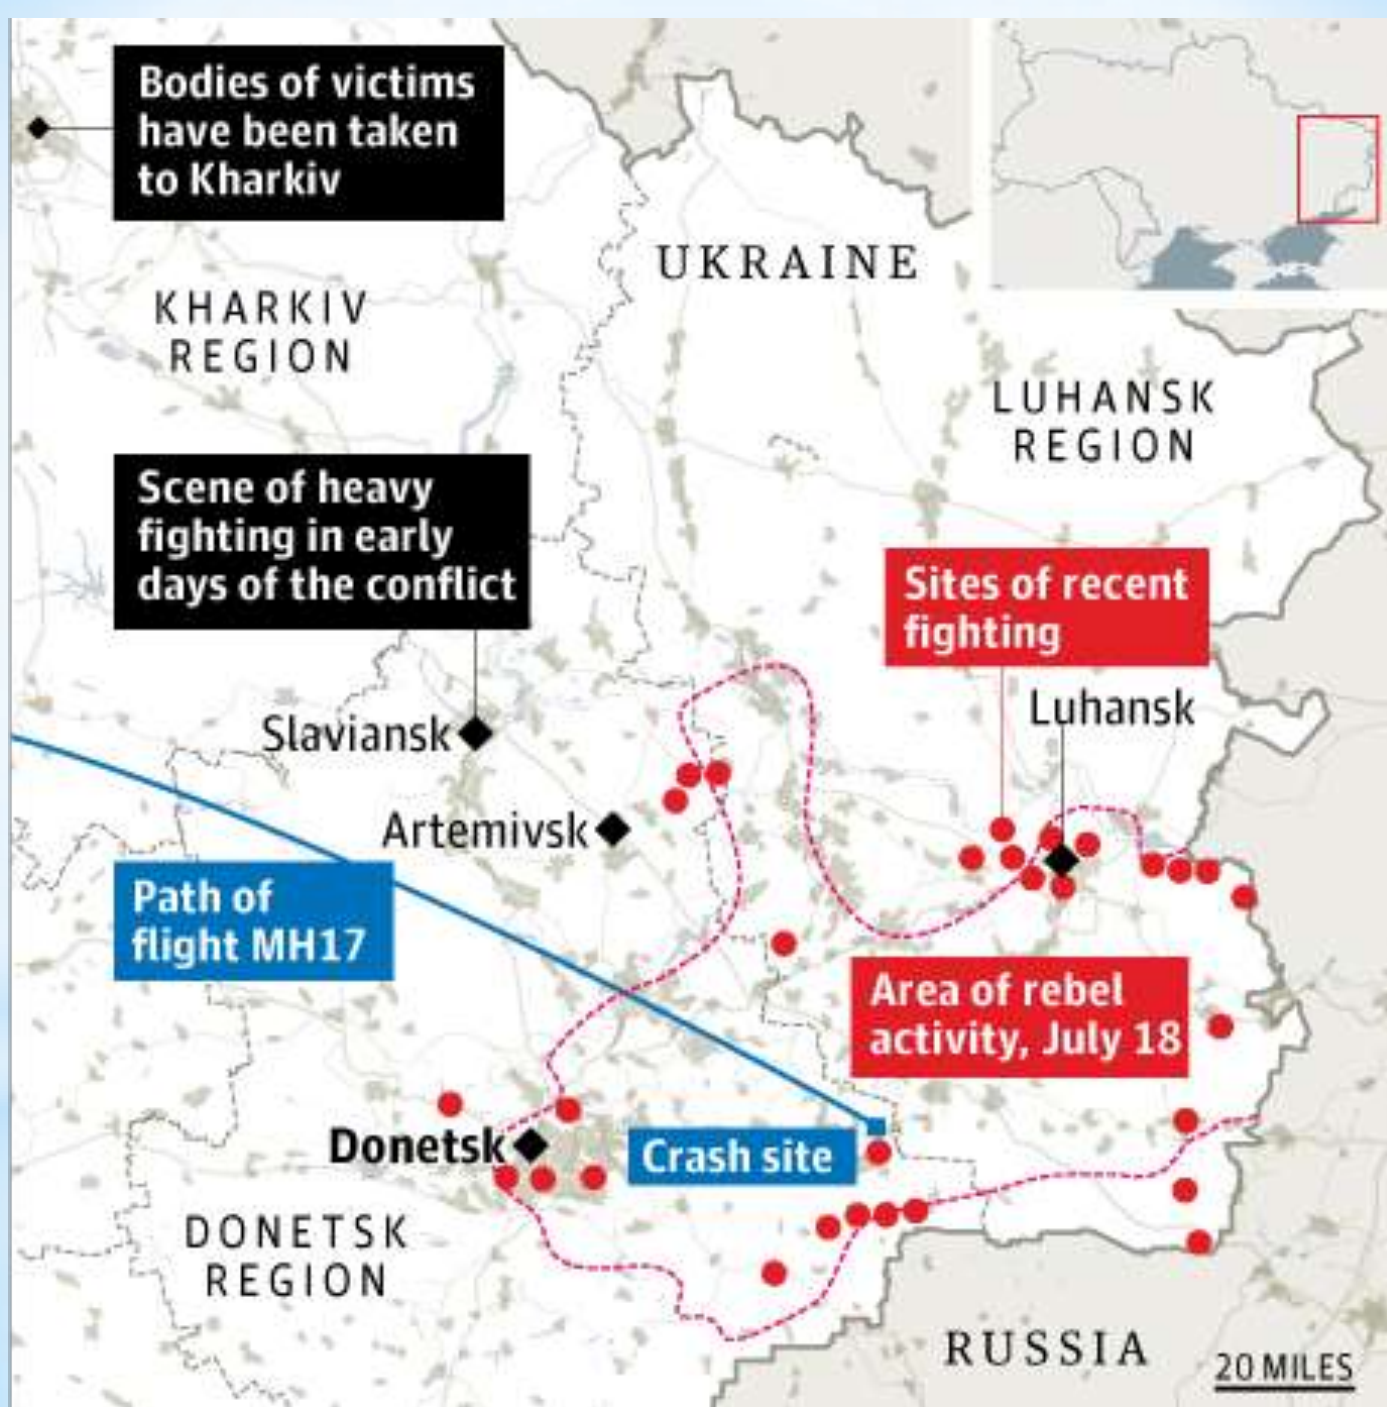 Bodies of victims
have been taken
to Kharkiv
UKRAINE
KHARKIV
REGION
LUHANSK
REGION
Scene of heavy
fighting in early
days of the conflict
Sites of recent
fighting
Luhansk
Slaviansk
Artemivsk
Path of
flight MH17
Area of rebel
activity, July 18
Donetsk
Crash site
DONETSK
REGION
RUSSIA
20 MILES